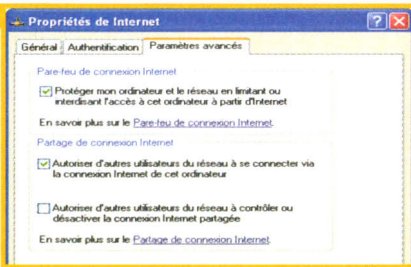 Propriétés de Internet
Général
Authentification
Paramètres avancés
Pare-feu de connexion Internet
Protéger mon ordinateur et le réseau en limitant ou
interdisant l'accès à cet ordinateur à partir d'Internet
En savoir plus sur le Pare-feu de connexion Internet.
Partage de connexion Internet
Autoriser d'autres utilisateurs du réseau à se connecter via
la connexion Internet de cet ordinateur
Autoriser d'autres utilisateurs du réseau à contrôler ou
désactiver la connexion Internet partagée
En savoir plus sur le Partage de connexion Internet.